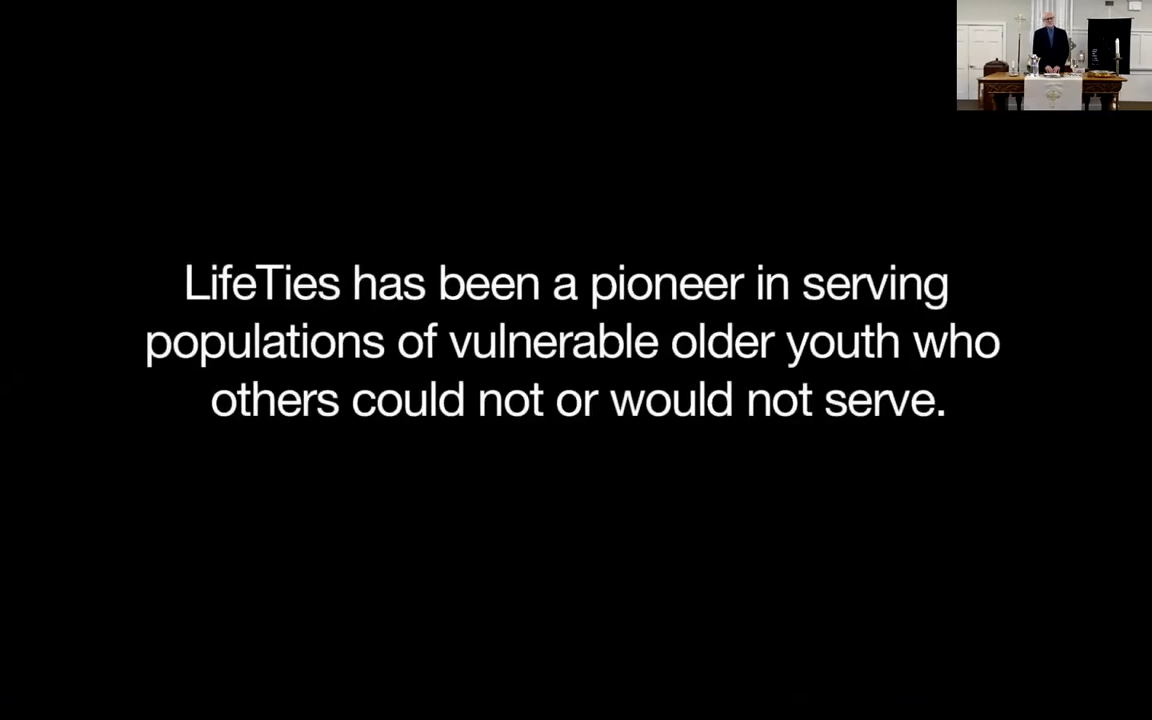 LifeTies has been a pioneer in serving
populations of vulnerable older youth who
others could not or would not serve.